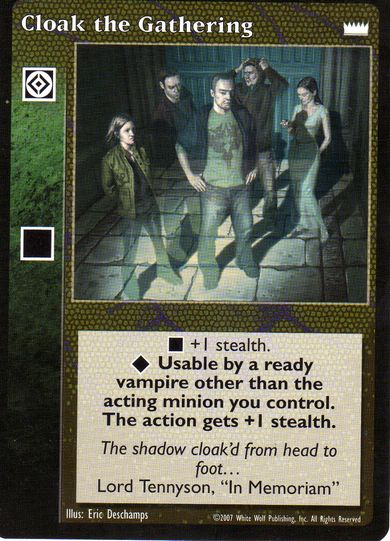 Cloak the Gathering
+1 stealth.
Usable by a ready
vampire other than the
acting minion you control.
The action gets +1 stealth.
The shadow cloak'd from head to
foot...
Lord Tennyson, "In Memoriam"
Illus: Eric Deschamps
©2007 White Wolf Publishing, Inc. All Rights Reserved.